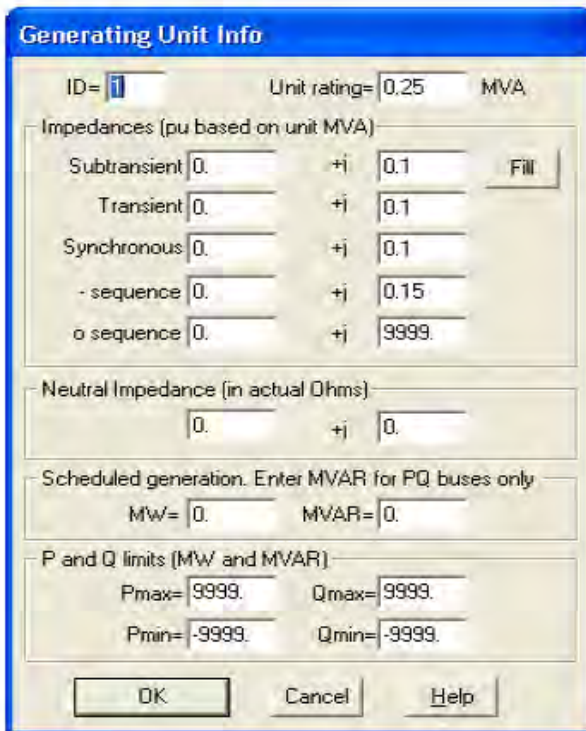 Generating Unit Info
ID= 1 Unit rating= 0.25 MVA
Impedances (pu based on unit MVA)
Subtransient 0. +j 0.1 Fill
Transient 0. +j 0.1
Synchronous 0. +j 0.1
- sequence 0. +j 0.15
o sequence 0. +j 9999.
Neutral Impedance (in actual Ohms)
0. +j 0.
Scheduled generation. Enter MVAR for PQ buses only
MW= 0. MVAR= 0.
P and Q limits (MW and MVAR)
Pmax= 9999. Qmax= 9999.
Pmin= -9999. Qmin= -9999.
OK Cancel Help